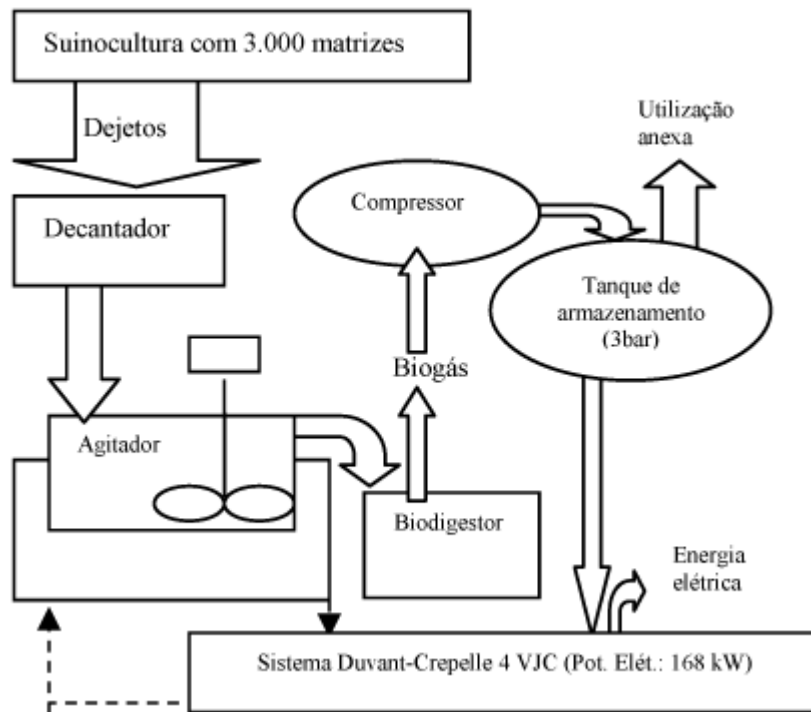 Suinocultura com 3.000 matrizes
Dejetos
Utilização
anexa
Compressor
Decantador
Tanque de
armazenamento
(3bar)
Biogás
Agitador
Biodigestor
Energia
elétrica
Sistema Duvant-Crepelle 4 VJC (Pot. Elét.: 168 kW)